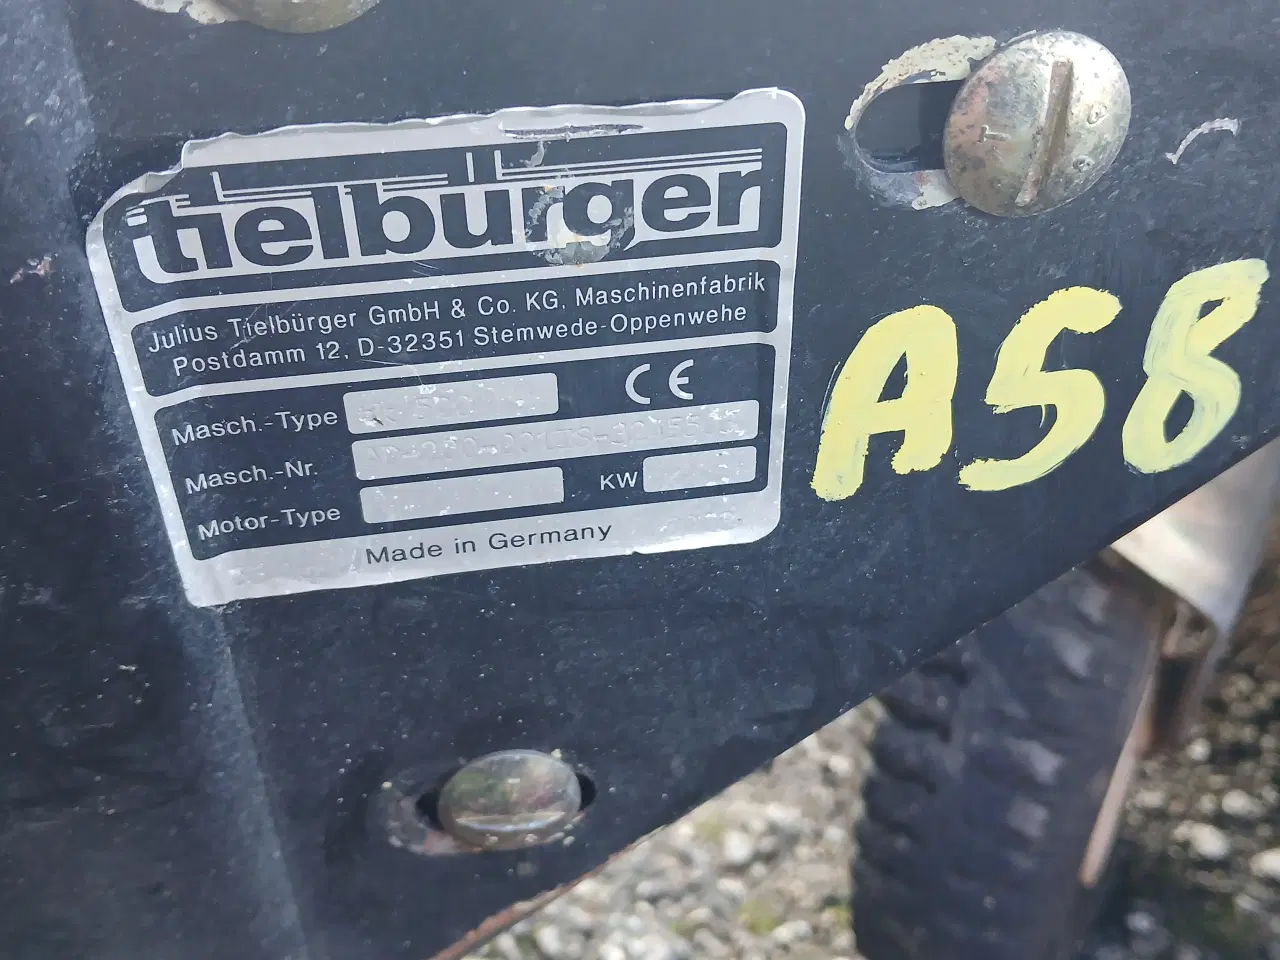 tielbürger
Julius Tielbürger GmbH & Co. KG, Maschinenfabrik
Postdamm 12, D-32351 Stemwede-Oppenwehe
CE
Masch.-Type
Masch.-Nr.
Motor-Type
KW
Made in Germany
A58